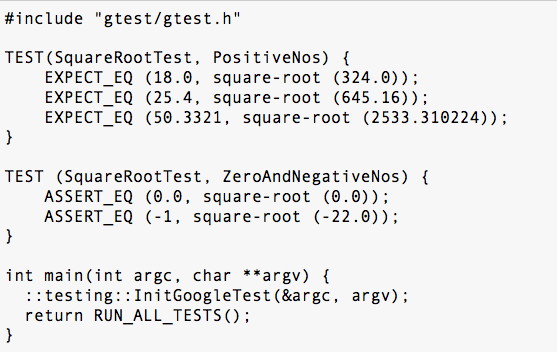 #include "gtest/gtest.h"

TEST(SquareRootTest, PositiveNos) {
    EXPECT_EQ (18.0, square-root (324.0));
    EXPECT_EQ (25.4, square-root (645.16));
    EXPECT_EQ (50.3321, square-root (2533.310224));
}

TEST (SquareRootTest, ZeroAndNegativeNos) {
    ASSERT_EQ (0.0, square-root (0.0));
    ASSERT_EQ (-1, square-root (-22.0));
}

int main(int argc, char **argv) {
  ::testing::InitGoogleTest(&argc, argv);
  return RUN_ALL_TESTS();
}